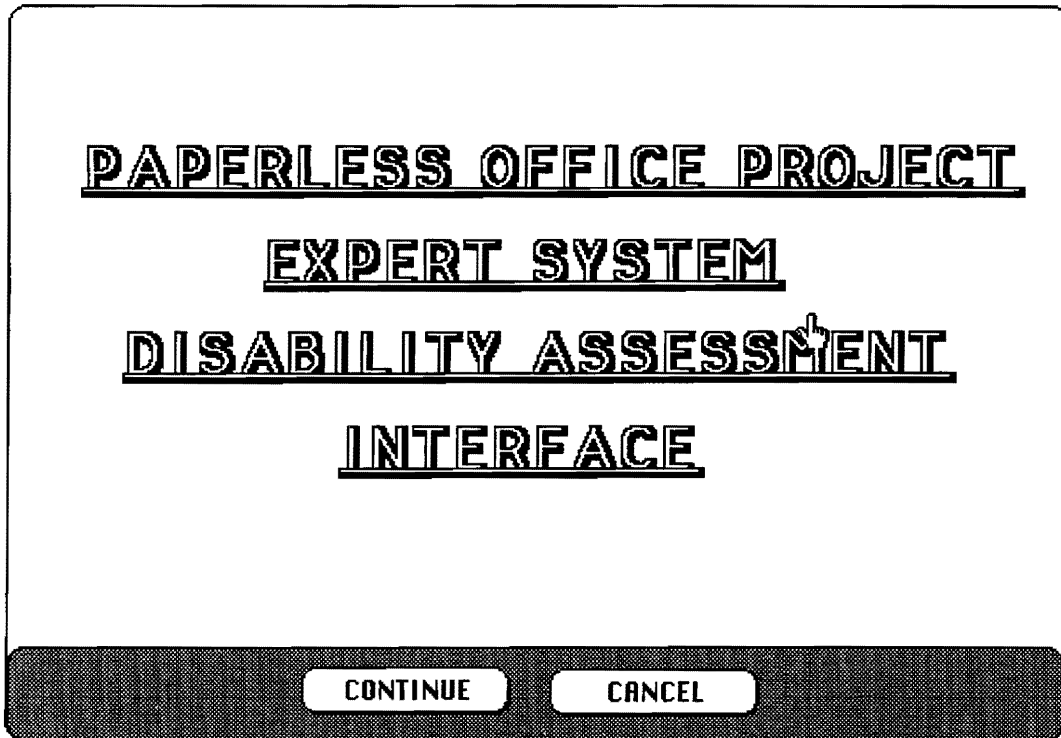 PAPERLESS OFFICE PROJECT
EXPERT SYSTEM
DISABILITY ASSESSMENT
INTERFACE
CONTINUE CANCEL